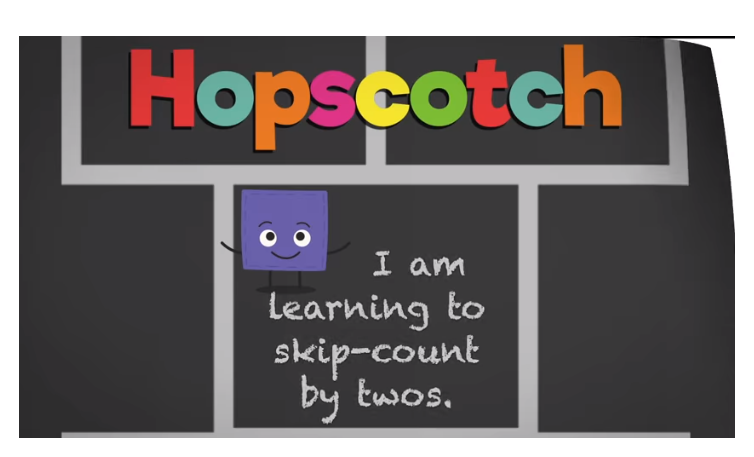 Hopscotch
I am
learning to
skip-count
by twos.